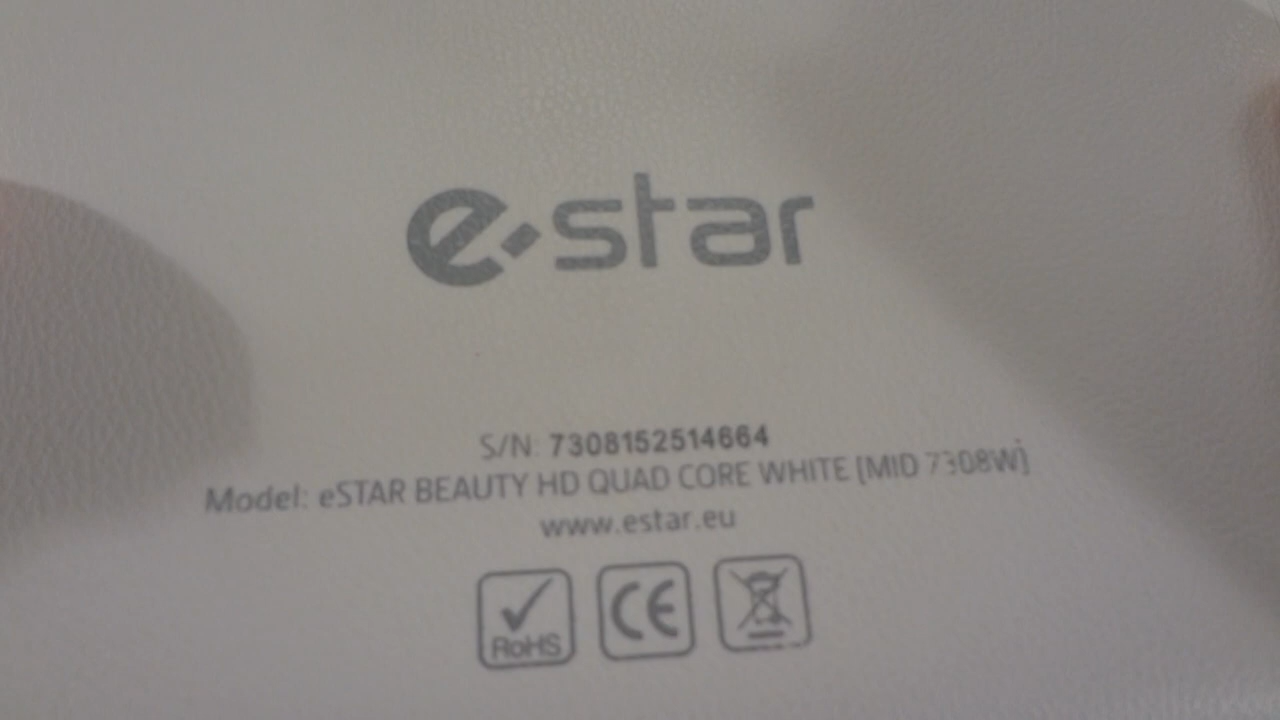 e·star
S/N: 7308152514664
Model: eSTAR BEAUTY HD QUAD CORE WHITE [MID 7308W]
www.estar.eu
RoHS CE